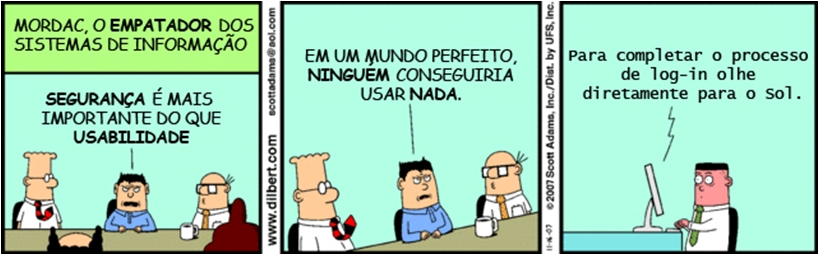 MORDAC, O EMPATADOR DOS
SISTEMAS DE INFORMAÇÃO
SEGURANÇA É MAIS
IMPORTANTE DO QUE
USABILIDADE
www.dilbert.com
scottadams@aol.com
EM UM MUNDO PERFEITO,
NINGUÉM CONSEGUIRIA
USAR NADA.
11-16-07
©2007 Scott Adams, Inc./Dist. by UFS, Inc.
Para completar o processo
de log-in olhe
diretamente para o Sol.